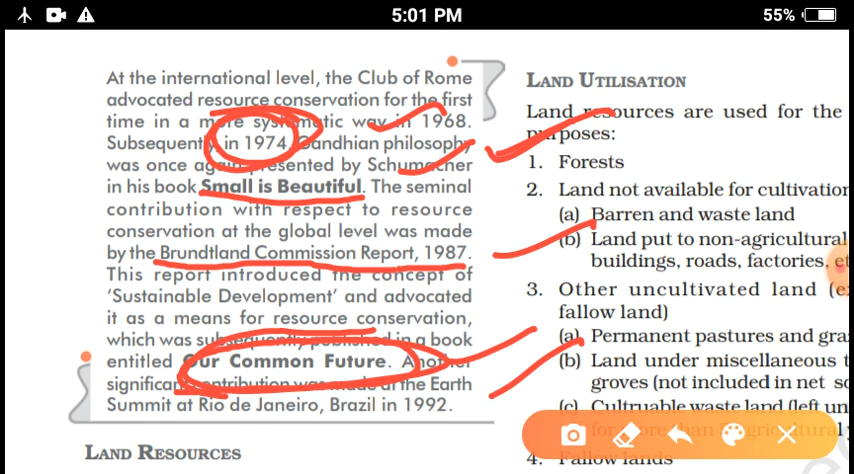 5:01 PM
55%
At the international level, the Club of Rome
advocated resource conservation for the first
time in a more systematic way in 1968.
Subsequently, in 1974, Gandhian philosophy
was once again presented by Schumacher
in his book Small is Beautiful. The seminal
contribution with respect to resource
conservation at the global level was made
by the Brundtland Commission Report, 1987.
This report introduced the concept of
‘Sustainable Development’ and advocated
it as a means for resource conservation,
which was subsequently published in a book
entitled Our Common Future. Another
significant contribution was made at the Earth
Summit at Rio de Janeiro, Brazil in 1992.
LAND RESOURCES
LAND UTILISATION
Land resources are used for the
purposes:
1. Forests
2. Land not available for cultivation
(a) Barren and waste land
(b) Land put to non-agricultural
buildings, roads, factories, et
3. Other uncultivated land (e
fallow land)
(a) Permanent pastures and gra
(b) Land under miscellaneous t
groves (not included in net so
(c) Cultruable waste land (left un
for more than 5 agricultural y
4. Fallow lands